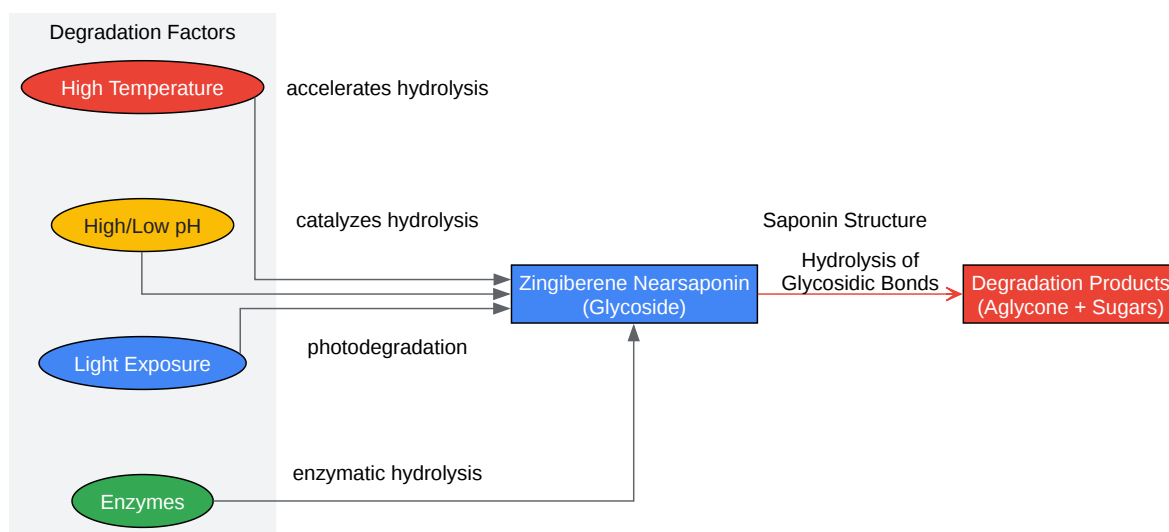 Degradation Factors
High Temperature
accelerates hydrolysis
High/Low pH
catalyzes hydrolysis
Saponin Structure
Hydrolysis of
Glycosidic Bonds
Zingiberene Nearsaponin
(Glycoside)
Degradation Products
(Aglycone + Sugars)
Light Exposure
photodegradation
enzymatic hydrolysis
Enzymes